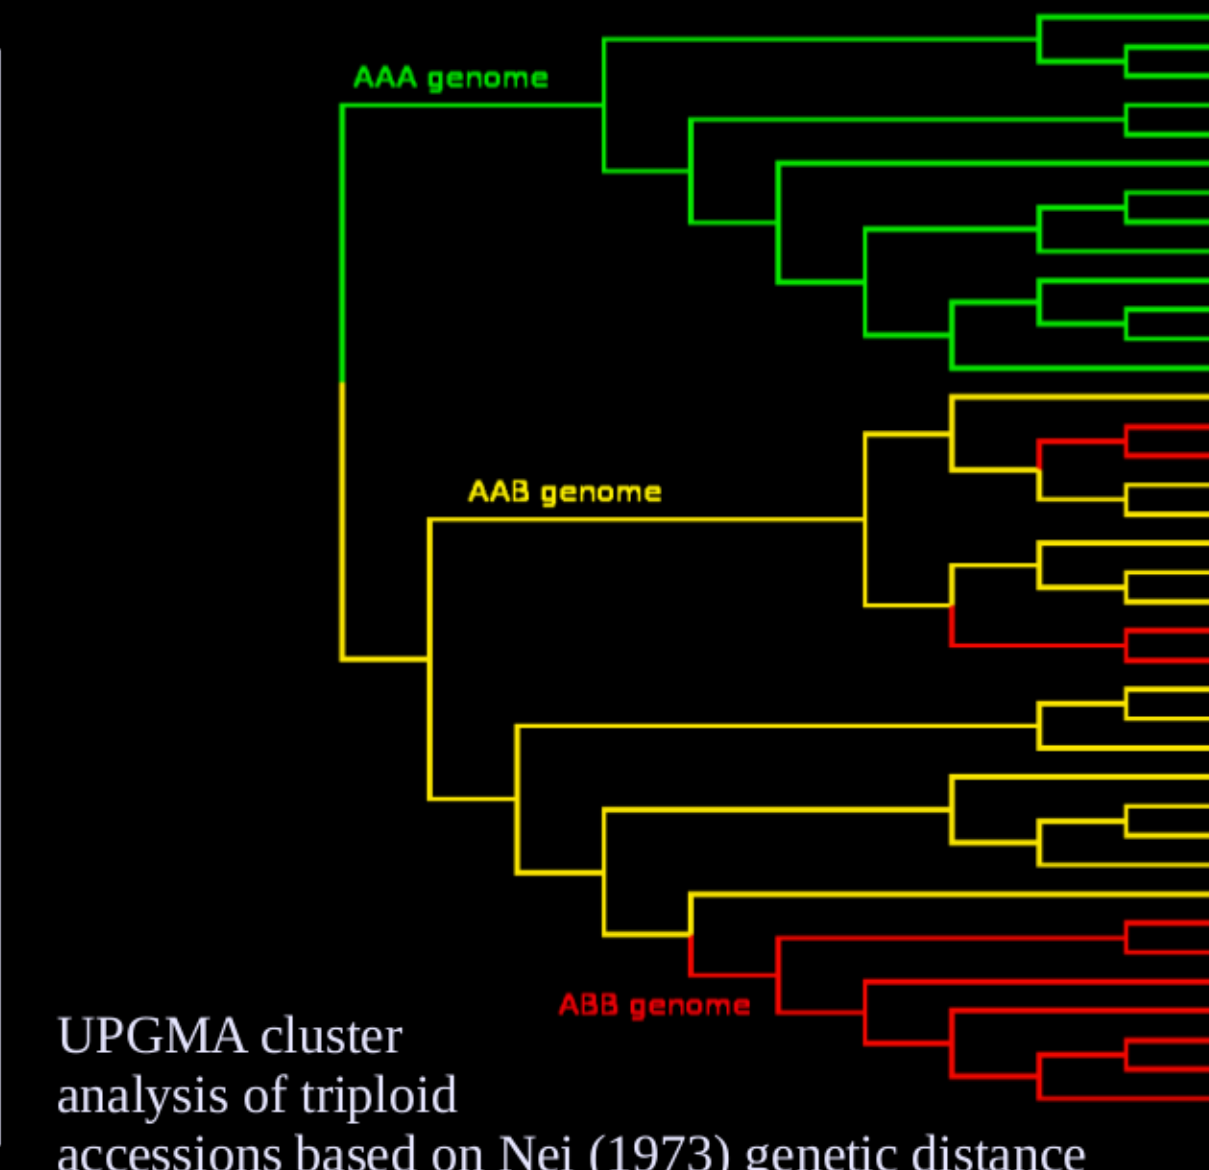 AAA genome
AAB genome
ABB genome
UPGMA cluster
analysis of triploid
accessions based on Nei (1973) genetic distance